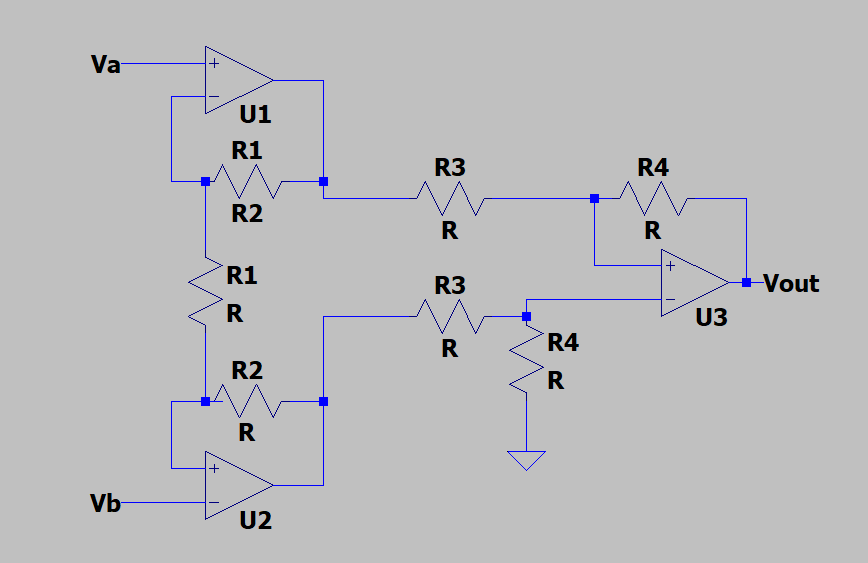 Va
+
−
U1
R1
R2
R3
R
R4
R
R1
R
+
−
Vout
U3
R3
R
R4
R
R2
R
+
−
Vb
U2